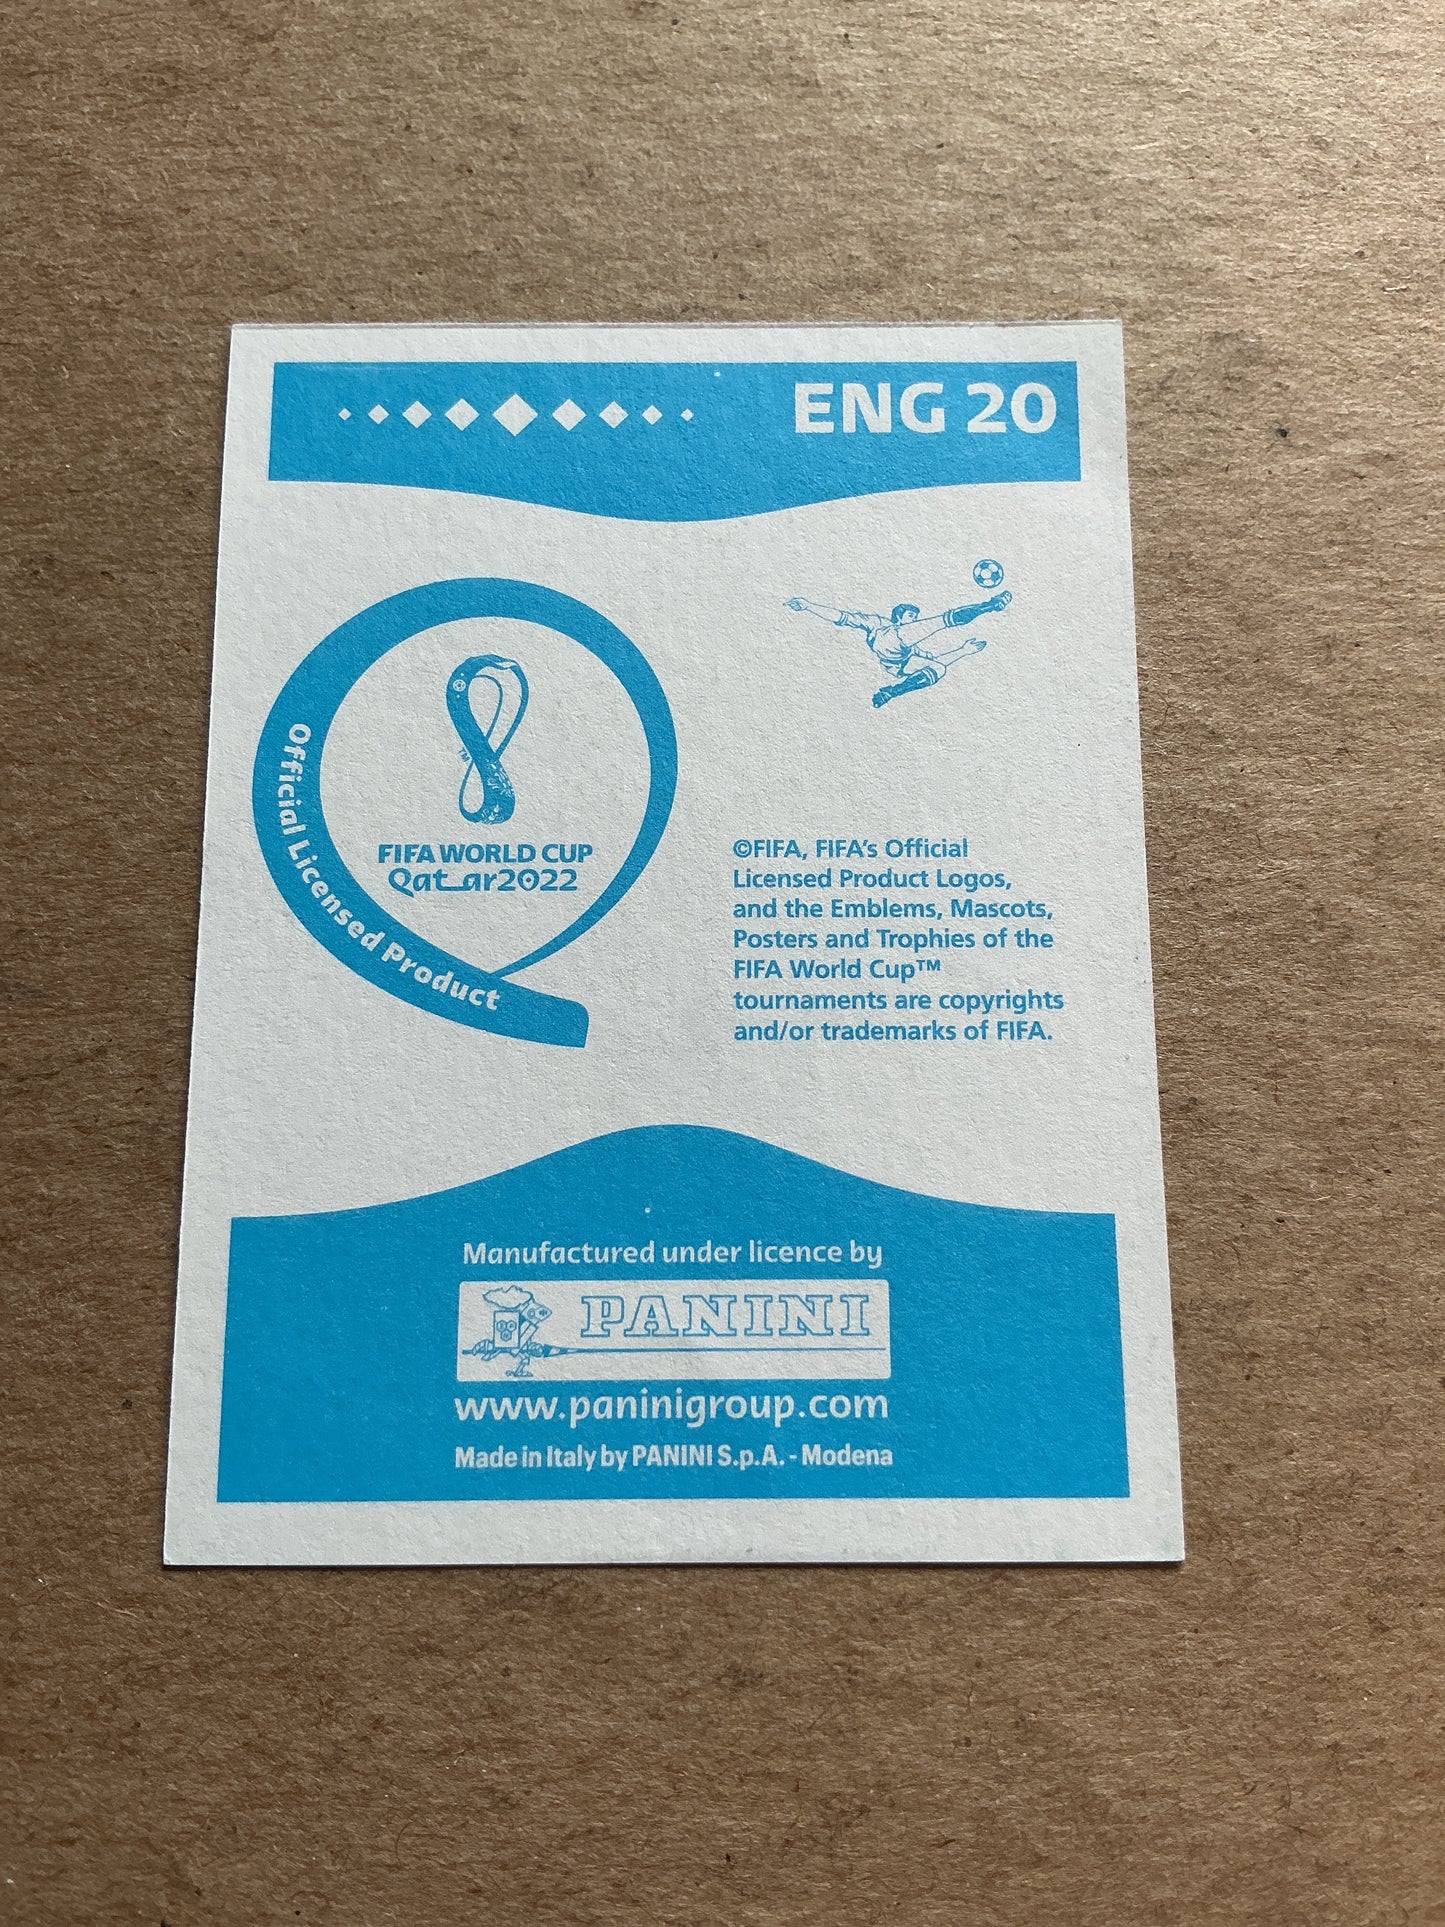 ENG 20
Official Licensed Product
TM
FIFA WORLD CUP
Qatar2022
©FIFA, FIFA's Official
Licensed Product Logos,
and the Emblems, Mascots,
Posters and Trophies of the
FIFA World Cup™
tournaments are copyrights
and/or trademarks of FIFA.
Manufactured under licence by
PANINI
www.paninigroup.com
Made in Italy by PANINI S.p.A. - Modena